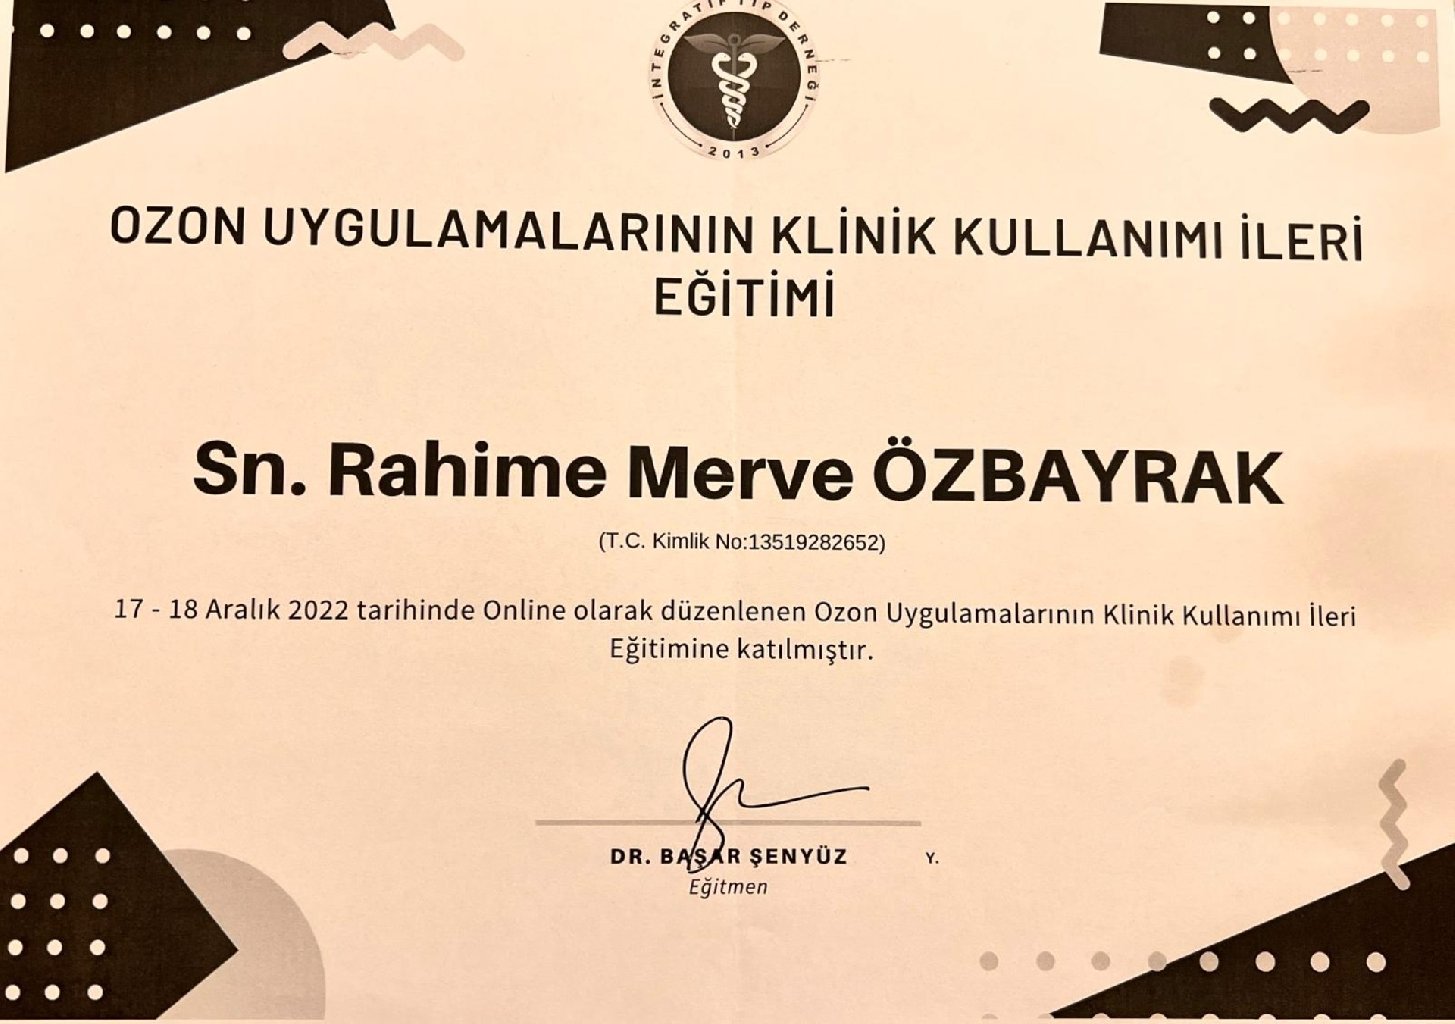 İNTEGRATİF TIP DERNEĞİ
2013
OZON UYGULAMALARININ KLİNİK KULLANIMI İLERİ
EĞİTİMİ
Sn. Rahime Merve ÖZBAYRAK
(T.C. Kimlik No:13519282652)
17 - 18 Aralık 2022 tarihinde Online olarak düzenlenen Ozon Uygulamalarının Klinik Kullanımı İleri
Eğitimine katılmıştır.
DR. BAŞAR ŞENYÜZ Y.
Eğitmen